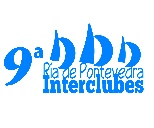 9ª
Ría de Pontevedra
Interclubes